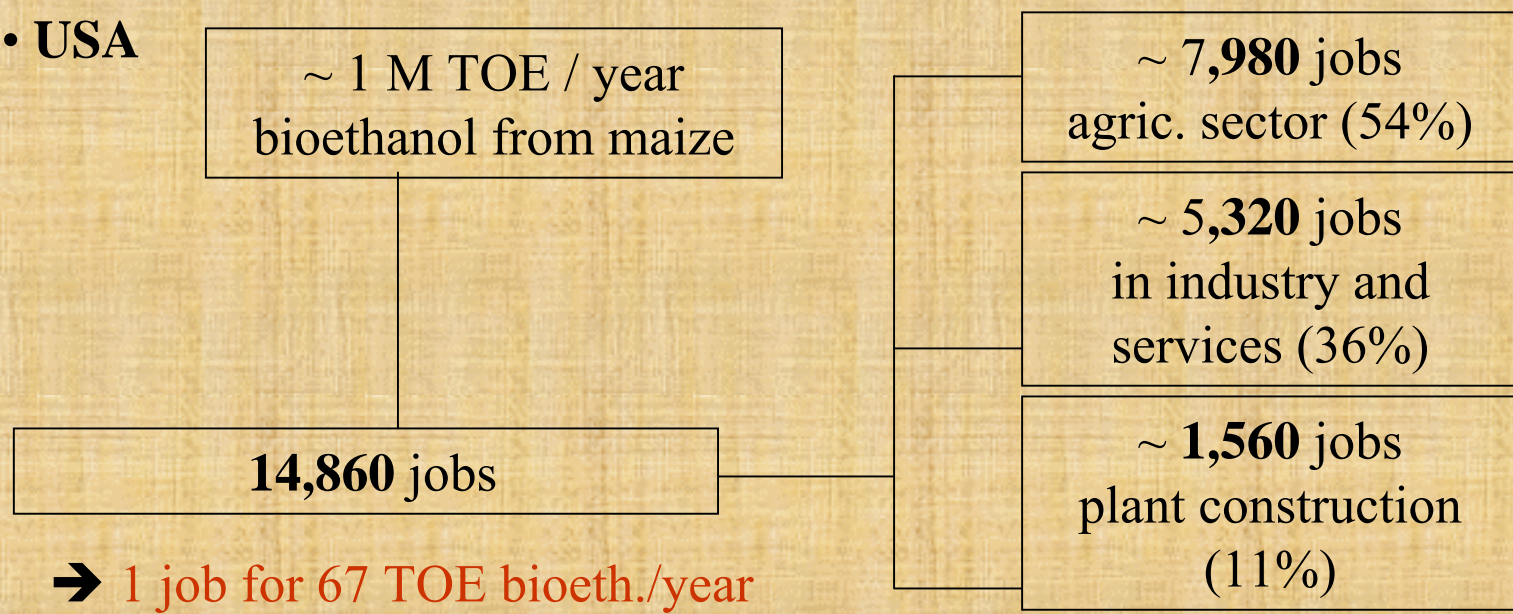 • USA
~ 1 M TOE / year
bioethanol from maize
14,860 jobs
➔ 1 job for 67 TOE bioeth./year
~ 7,980 jobs
agric. sector (54%)
~ 5,320 jobs
in industry and
services (36%)
~ 1,560 jobs
plant construction
(11%)